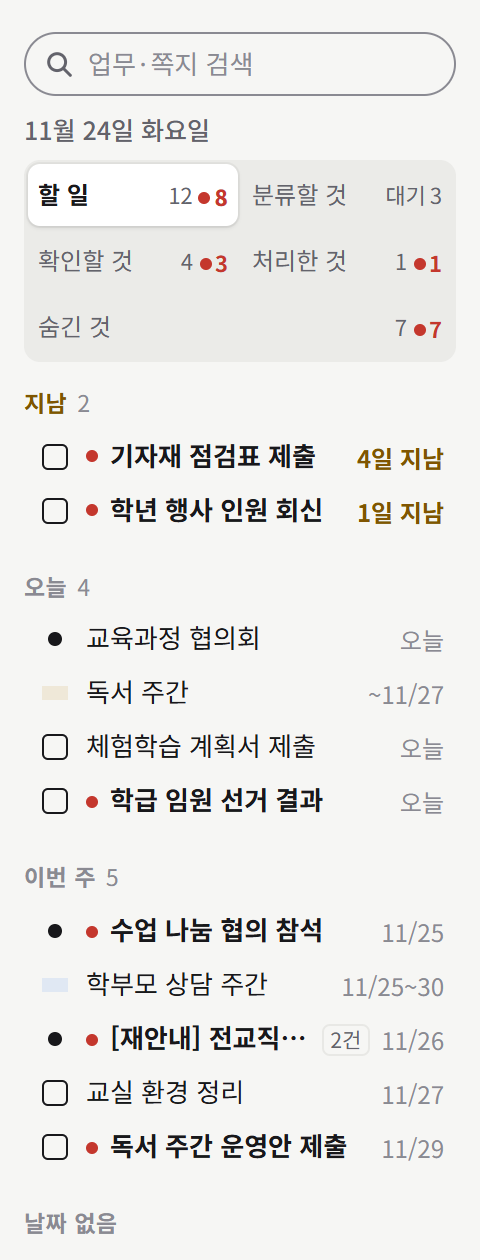 업무·쪽지 검색
11월 24일 화요일
할 일 12 8 분류할 것 대기 3
확인할 것 4 3 처리한 것 1 1
숨긴 것 7 7
지남 2
기자재 점검표 제출 4일 지남
학년 행사 인원 회신 1일 지남
오늘 4
교육과정 협의회 오늘
독서 주간 ~11/27
체험학습 계획서 제출 오늘
학급 임원 선거 결과 오늘
이번 주 5
수업 나눔 협의 참석 11/25
학부모 상담 주간 11/25~30
[재안내] 전교직… 2건 11/26
교실 환경 정리 11/27
독서 주간 운영안 제출 11/29
날짜 없음